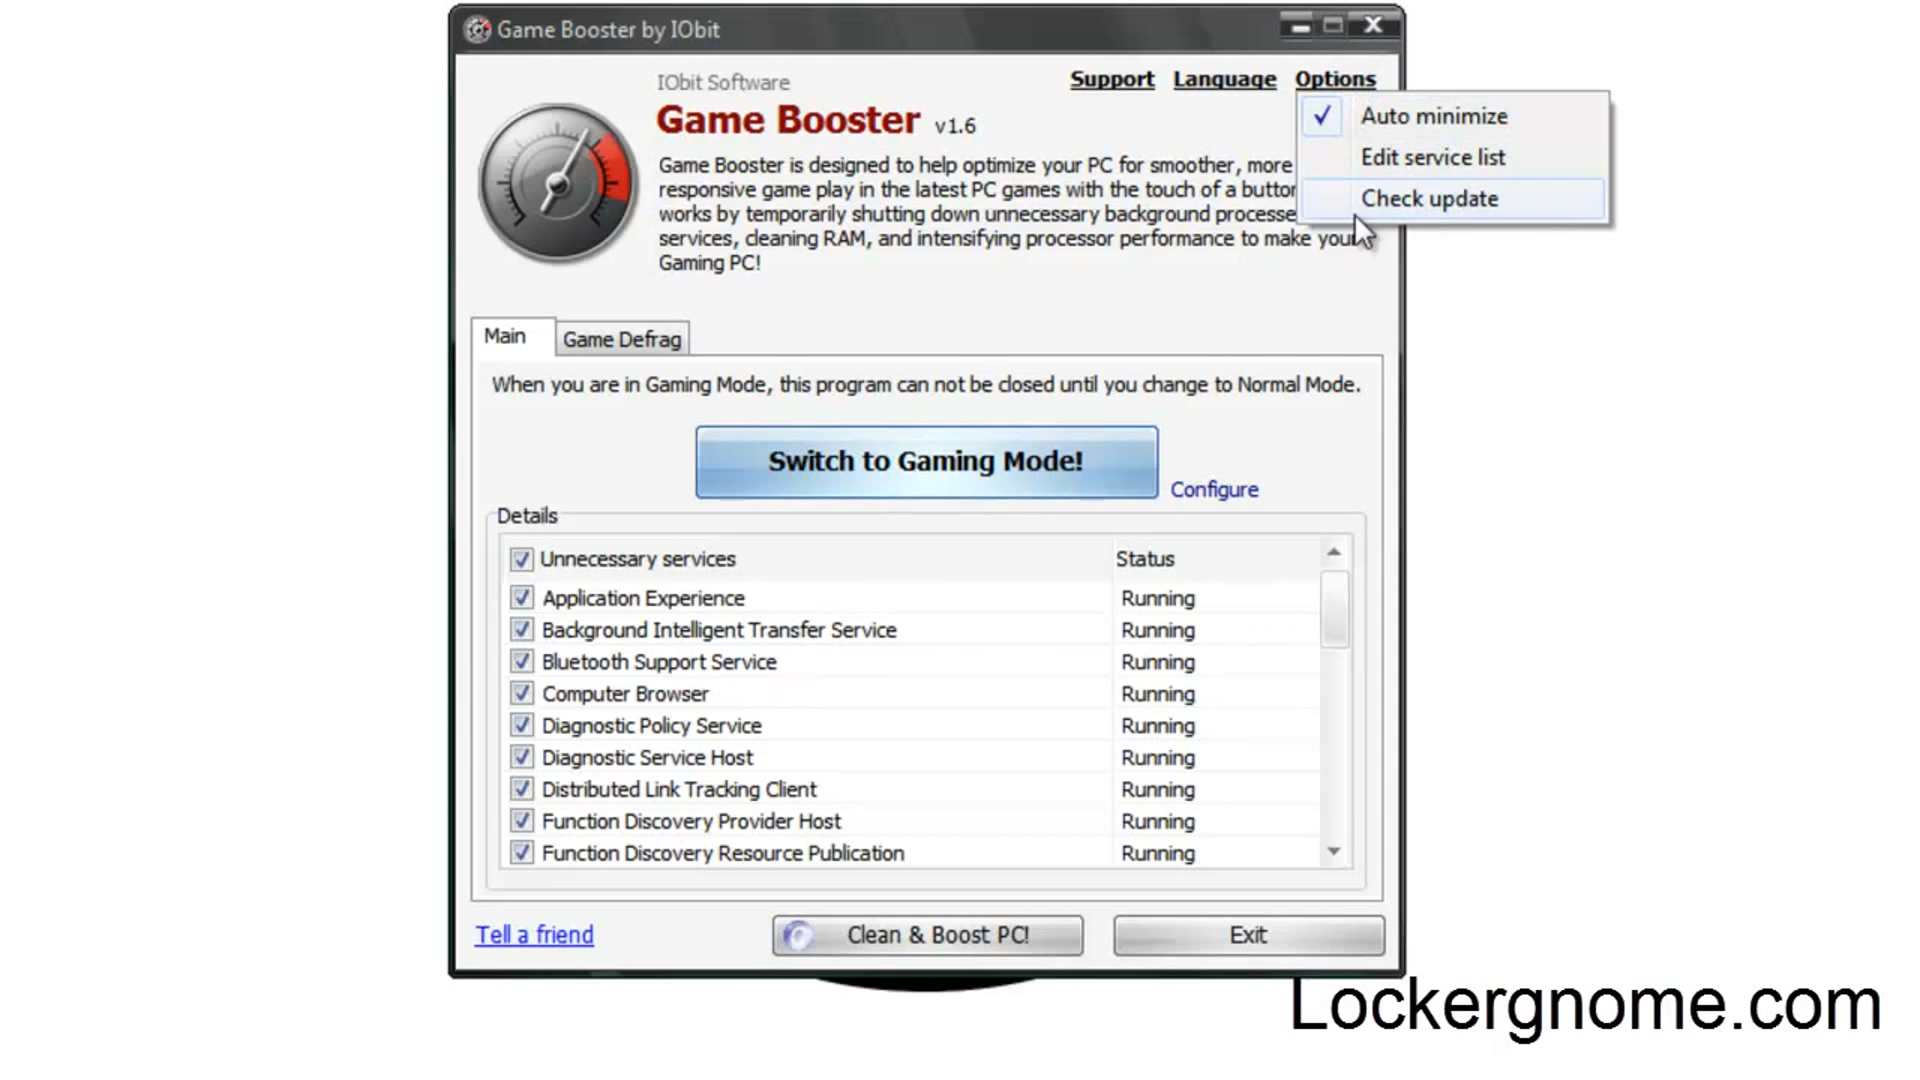 Game Booster by IObit
IObit Software
Support Language Options
Game Booster v1.6
Auto minimize
Edit service list
Check update
Game Booster is designed to help optimize your PC for smoother, more
responsive game play in the latest PC games with the touch of a button
works by temporarily shutting down unnecessary background processe
services, cleaning RAM, and intensifying processor performance to make your
Gaming PC!
Main
Game Defrag
When you are in Gaming Mode, this program can not be closed until you change to Normal Mode.
Switch to Gaming Mode!
Configure
Details
Unnecessary services Status
Application Experience Running
Background Intelligent Transfer Service Running
Bluetooth Support Service Running
Computer Browser Running
Diagnostic Policy Service Running
Diagnostic Service Host Running
Distributed Link Tracking Client Running
Function Discovery Provider Host Running
Function Discovery Resource Publication Running
Tell a friend
Clean & Boost PC!
Exit
Lockergnome.com